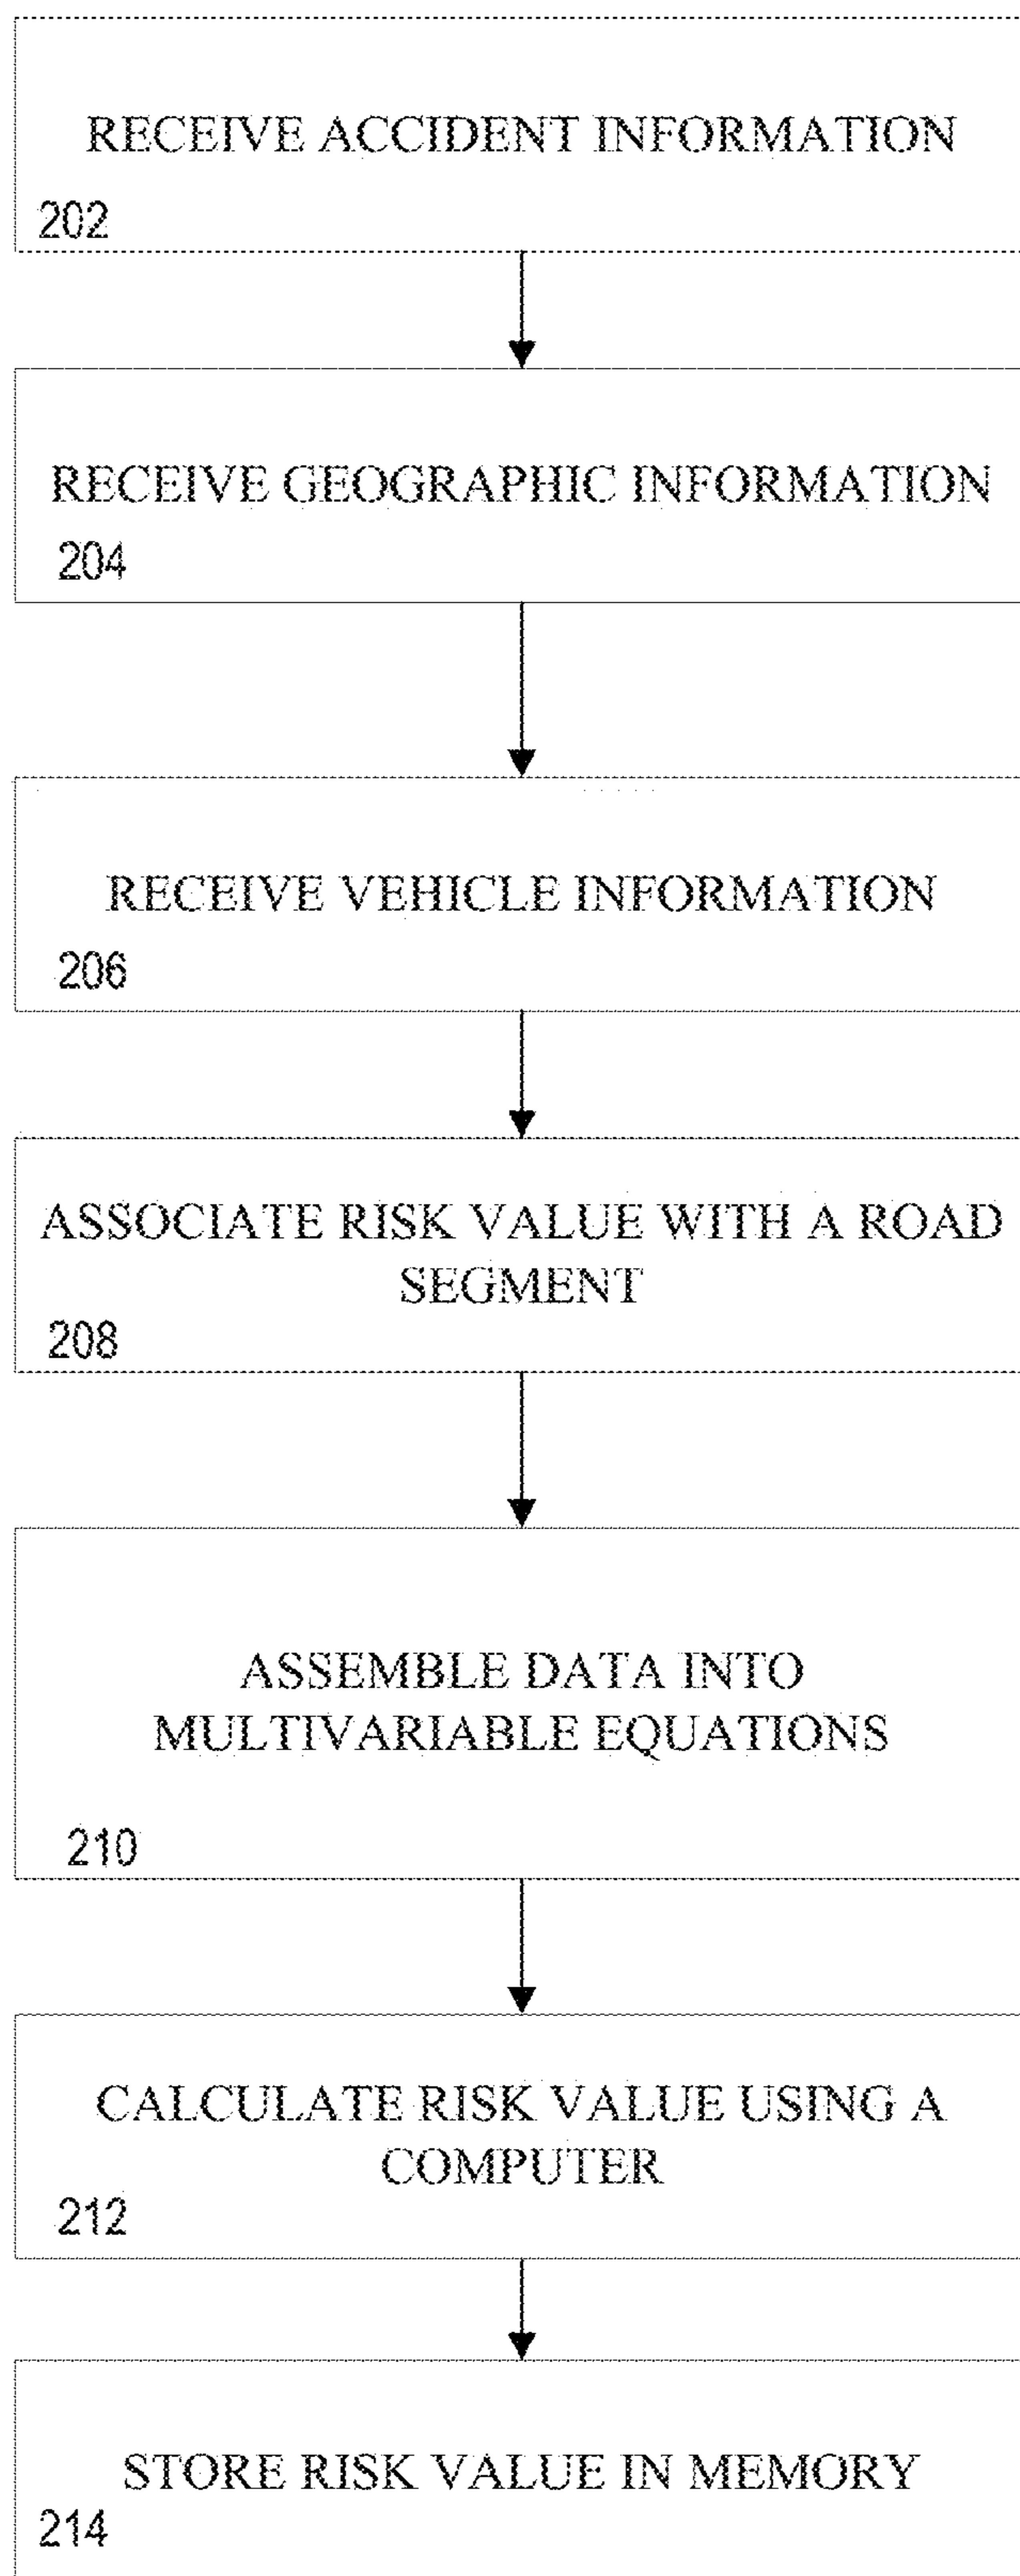 RECEIVE ACCIDENT INFORMATION
202
RECEIVE GEOGRAPHIC INFORMATION
204
RECEIVE VEHICLE INFORMATION
206
ASSOCIATE RISK VALUE WITH A ROAD
SEGMENT
208
ASSEMBLE DATA INTO
MULTIVARIABLE EQUATIONS
210
CALCULATE RISK VALUE USING A
COMPUTER
212
STORE RISK VALUE IN MEMORY
214